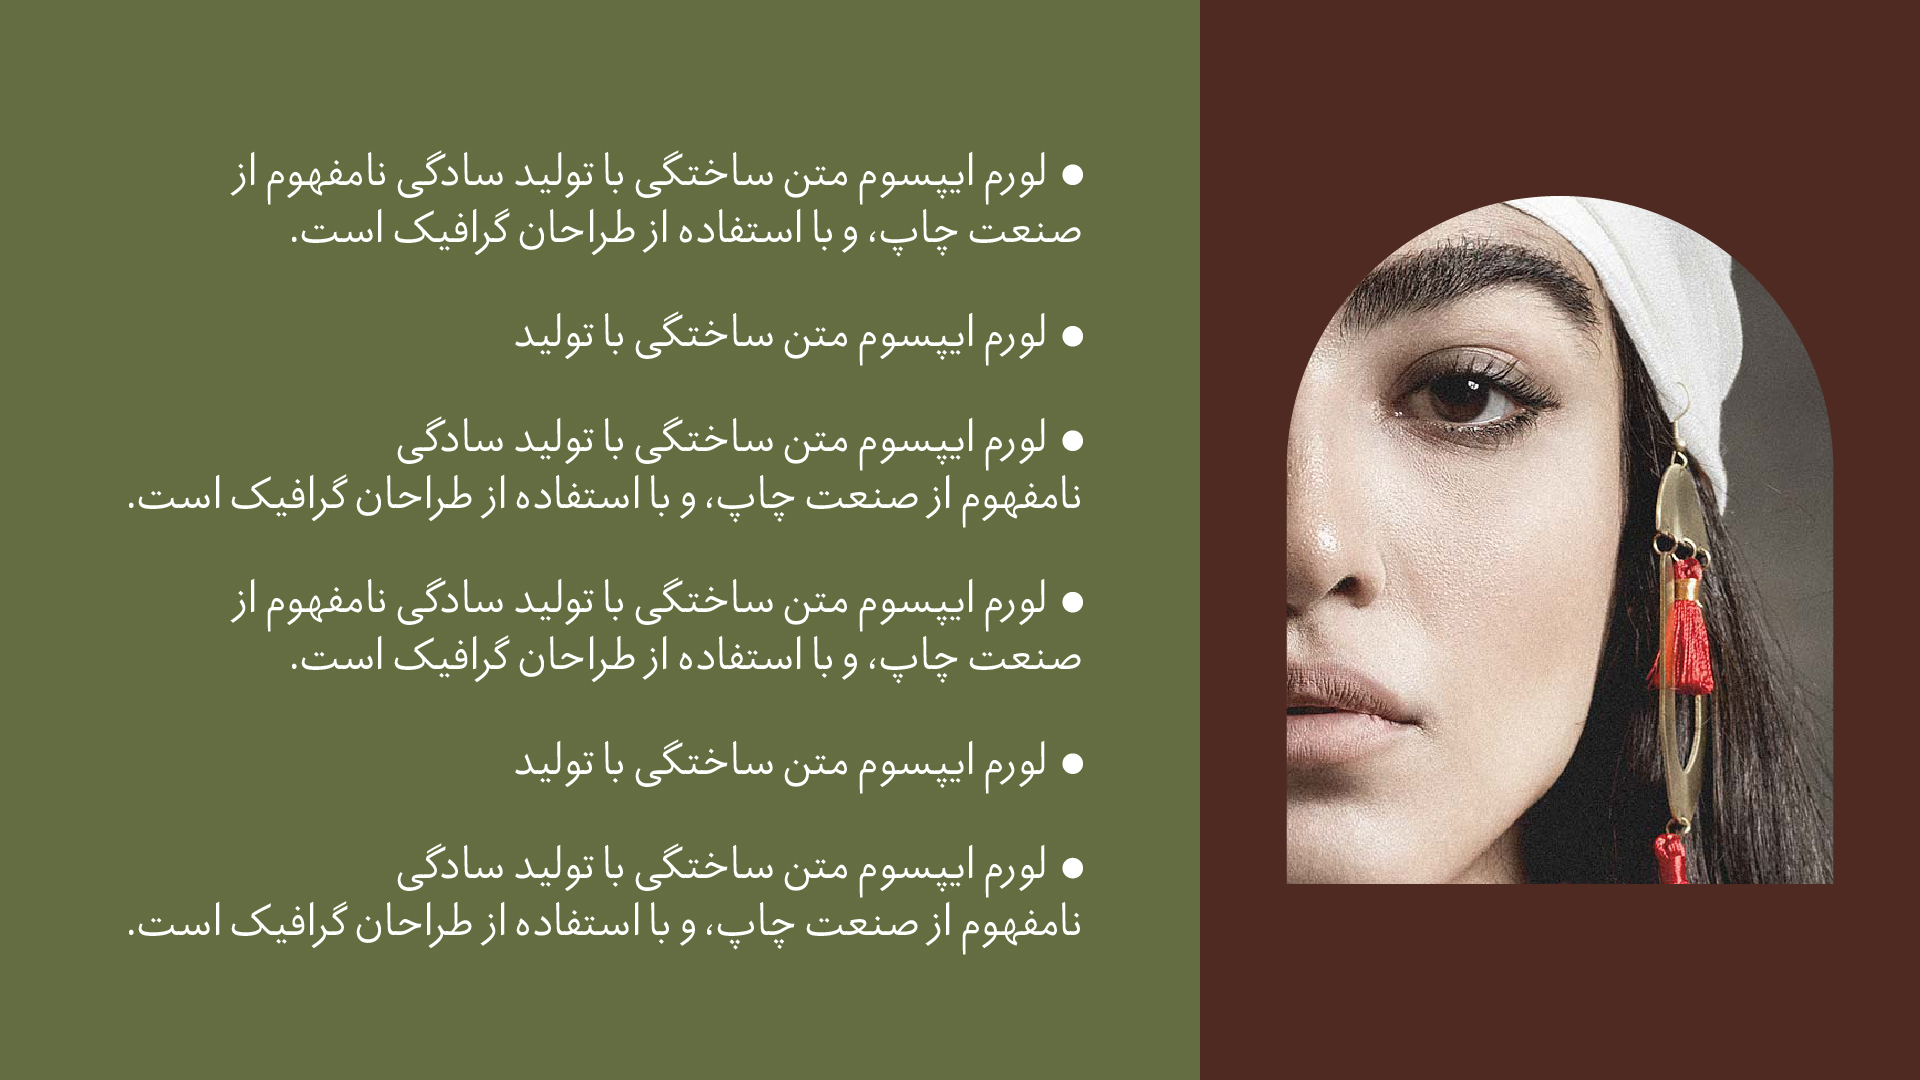 ● لورم ایپسوم متن ساختگی با تولید سادگی نامفهوم از
صنعت چاپ، و با استفاده از طراحان گرافیک است.
● لورم ایپسوم متن ساختگی با تولید
● لورم ایپسوم متن ساختگی با تولید سادگی
نامفهوم از صنعت چاپ، و با استفاده از طراحان گرافیک است.
● لورم ایپسوم متن ساختگی با تولید سادگی نامفهوم از
صنعت چاپ، و با استفاده از طراحان گرافیک است.
● لورم ایپسوم متن ساختگی با تولید
● لورم ایپسوم متن ساختگی با تولید سادگی
نامفهوم از صنعت چاپ، و با استفاده از طراحان گرافیک است.